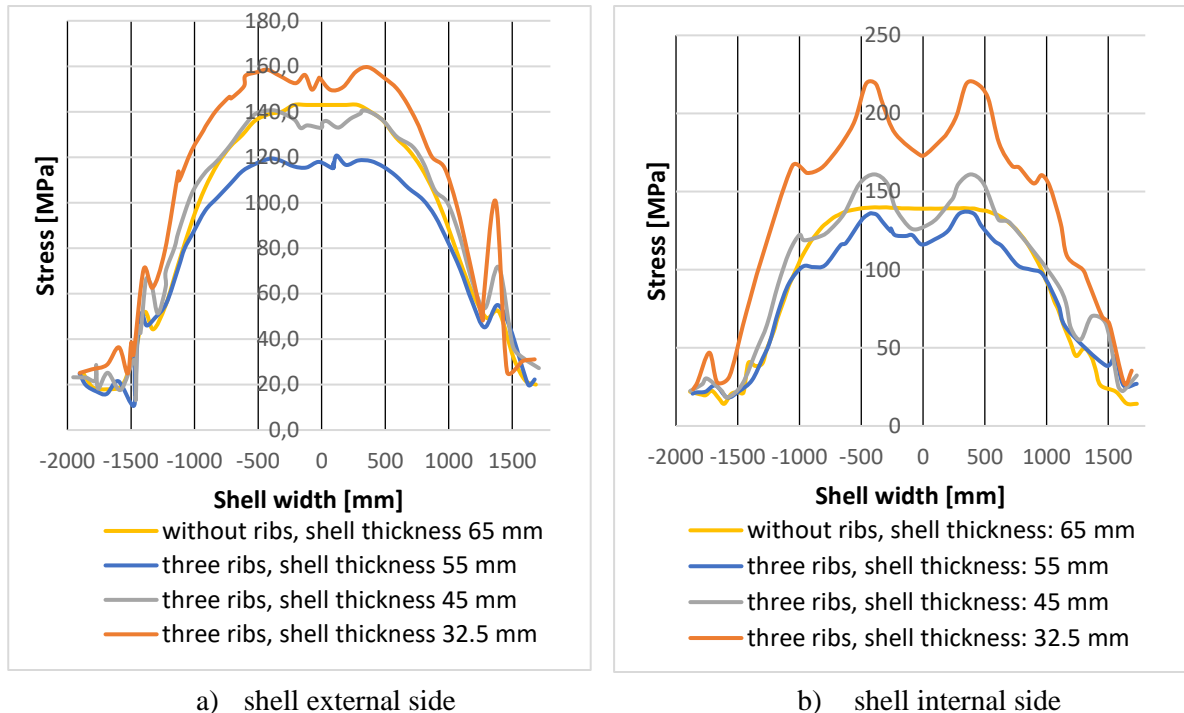 180,0
160,0
140,0
120,0
100,0
80,0
60,0
40,0
20,0
0,0
Stress [MPa]
-2000 -1500 -1000 -500 0 500 1000 1500
Shell width [mm]
without ribs, shell thickness 65 mm
three ribs, shell thickness 55 mm
three ribs, shell thickness 45 mm
three ribs, shell thickness 32.5 mm
a) shell external side
250
200
150
100
50
0
Stress [MPa]
-2000 -1500 -1000 -500 0 500 1000 1500
Shell width [mm]
without ribs, shell thickness: 65 mm
three ribs, shell thickness: 55 mm
three ribs, shell thickness: 45 mm
three ribs, shell thickness: 32.5 mm
b) shell internal side